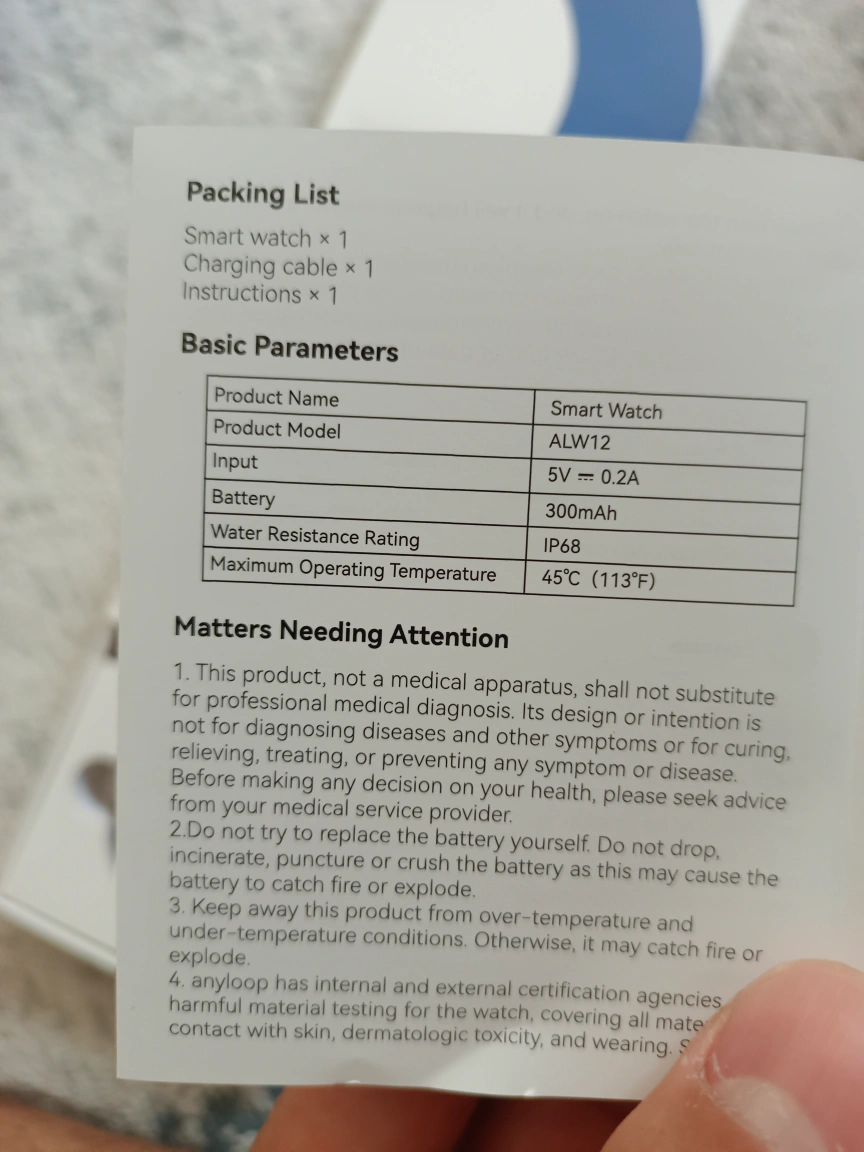 Packing List
Smart watch × 1
Charging cable × 1
Instructions × 1
Basic Parameters
Product Name Smart Watch
Product Model ALW12
Input 5V ⎓ 0.2A
Battery 300mAh
Water Resistance Rating IP68
Maximum Operating Temperature 45℃ (113℉)
Matters Needing Attention
1. This product, not a medical apparatus, shall not substitute
for professional medical diagnosis. Its design or intention is
not for diagnosing diseases and other symptoms or for curing,
relieving, treating, or preventing any symptom or disease.
Before making any decision on your health, please seek advice
from your medical service provider.
2.Do not try to replace the battery yourself. Do not drop,
incinerate, puncture or crush the battery as this may cause the
battery to catch fire or explode.
3. Keep away this product from over-temperature and
under-temperature conditions. Otherwise, it may catch fire or
explode.
4. anyloop has internal and external certification agencies
harmful material testing for the watch, covering all
contact with skin, dermatologic toxicity, and wearing.